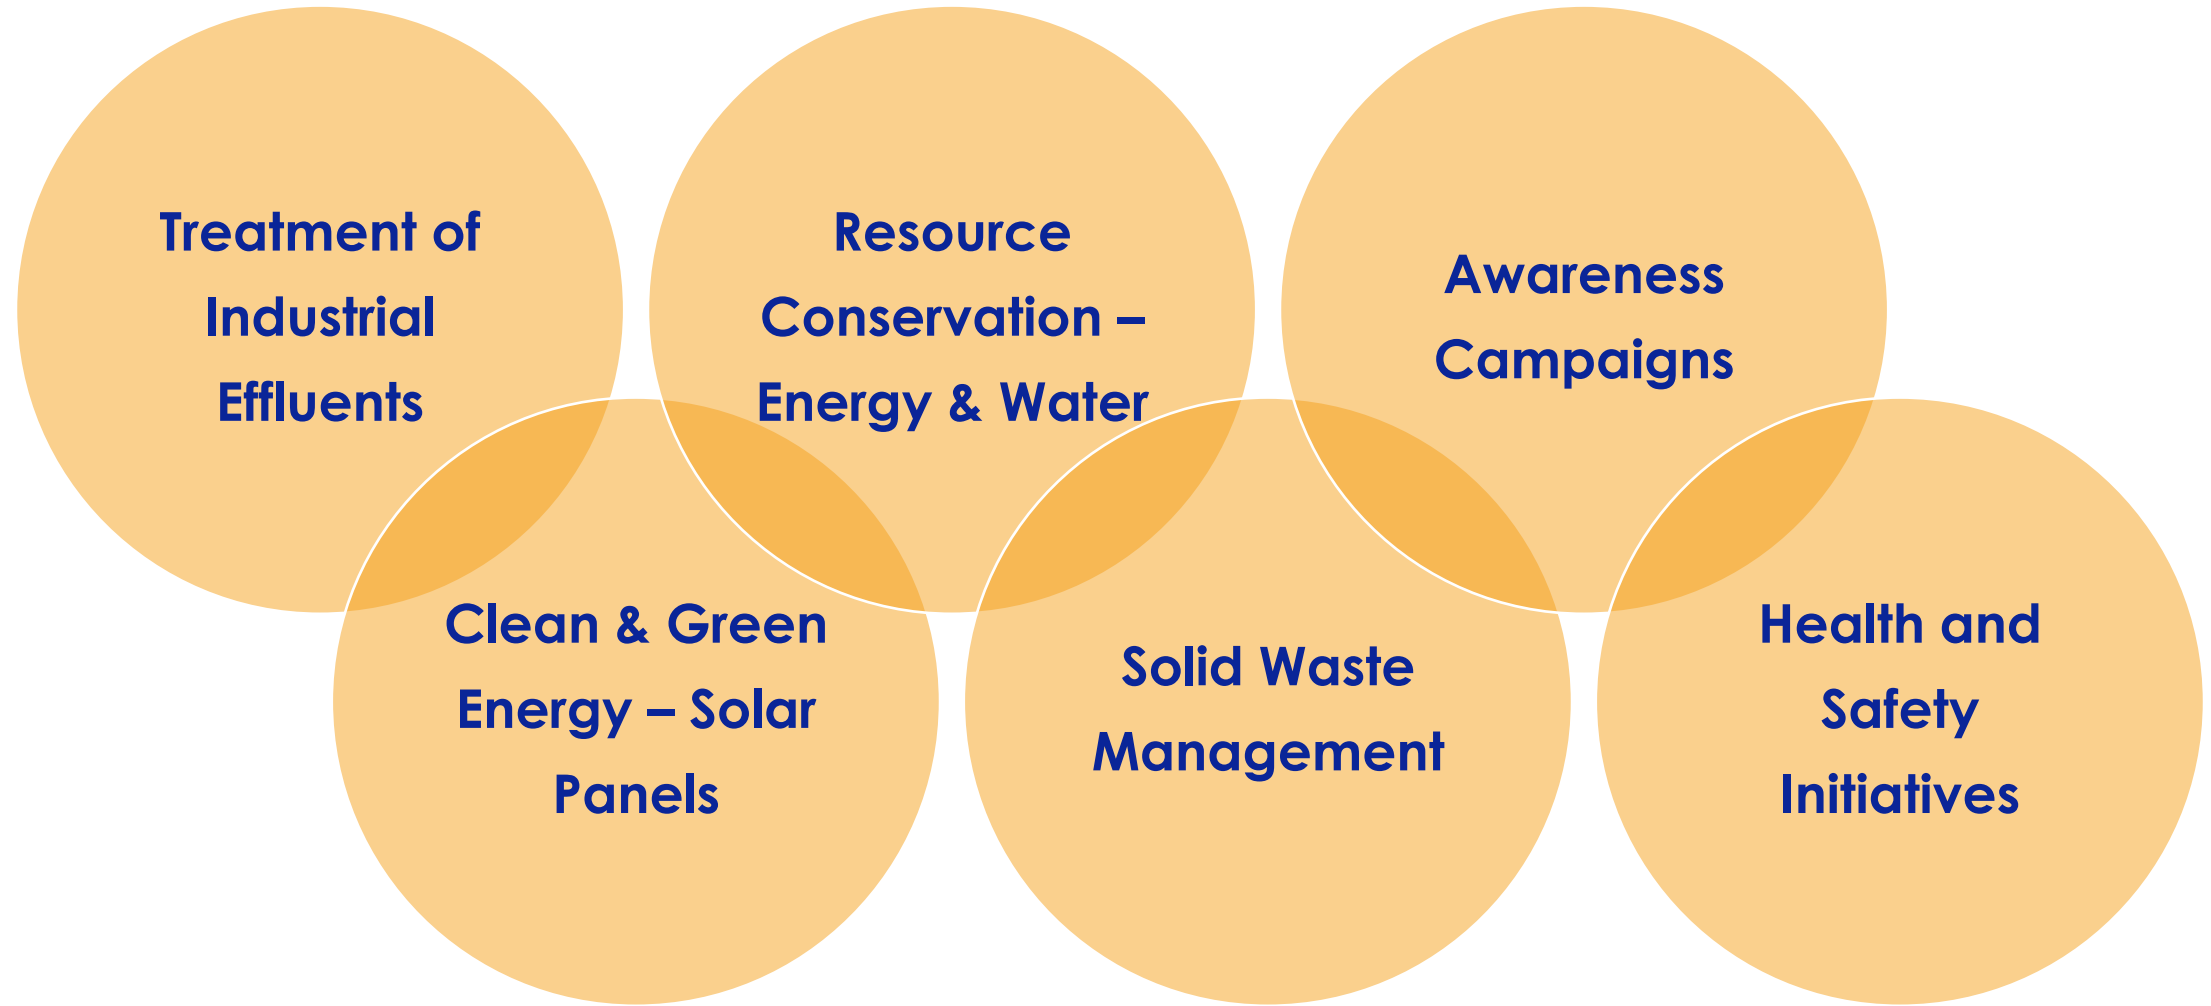 Treatment of
Industrial
Effluents
Clean & Green
Energy – Solar
Panels
Resource
Conservation –
Energy & Water
Solid Waste
Management
Awareness
Campaigns
Health and
Safety
Initiatives